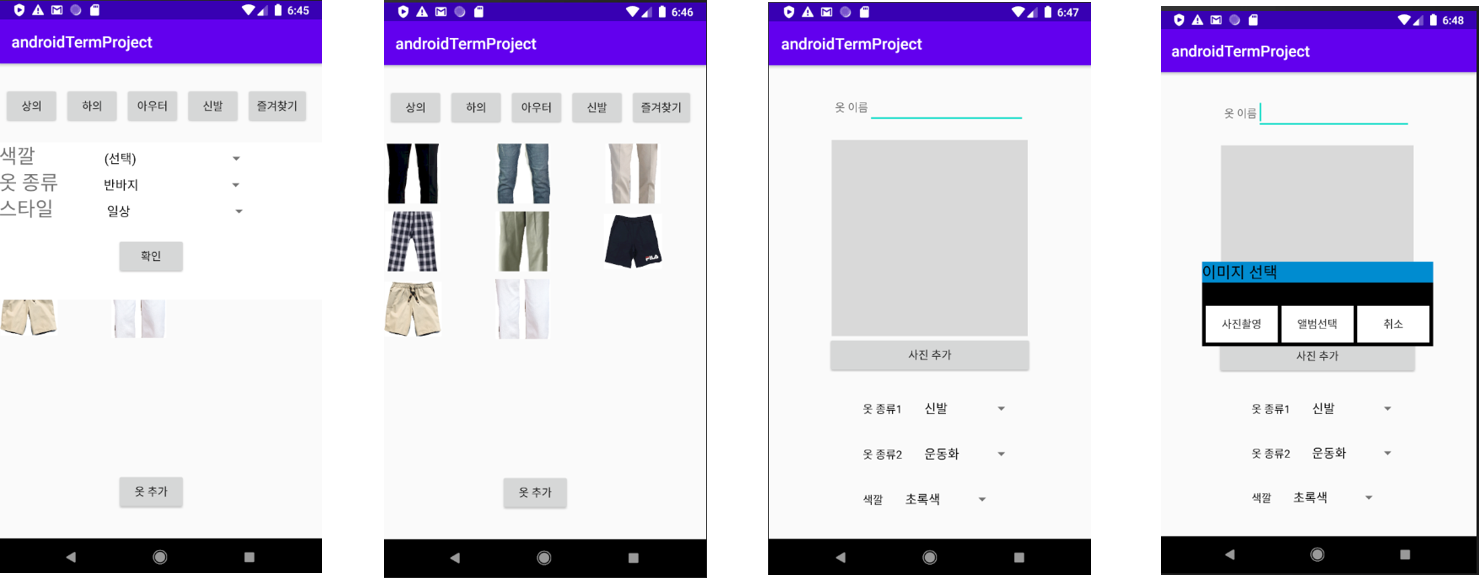 6:45
androidTermProject
상의 하의 아우터 신발 즐겨찾기
색깔 (선택)
옷 종류 반바지
스타일 일상
확인
옷 추가
6:46
androidTermProject
상의 하의 아우터 신발 즐겨찾기
FILA
옷 추가
6:47
androidTermProject
옷 이름
사진 추가
옷 종류1 신발
옷 종류2 운동화
색깔 초록색
6:48
androidTermProject
옷 이름
이미지 선택
사진촬영 앨범선택 취소
사진 추가
옷 종류1 신발
옷 종류2 운동화
색깔 초록색